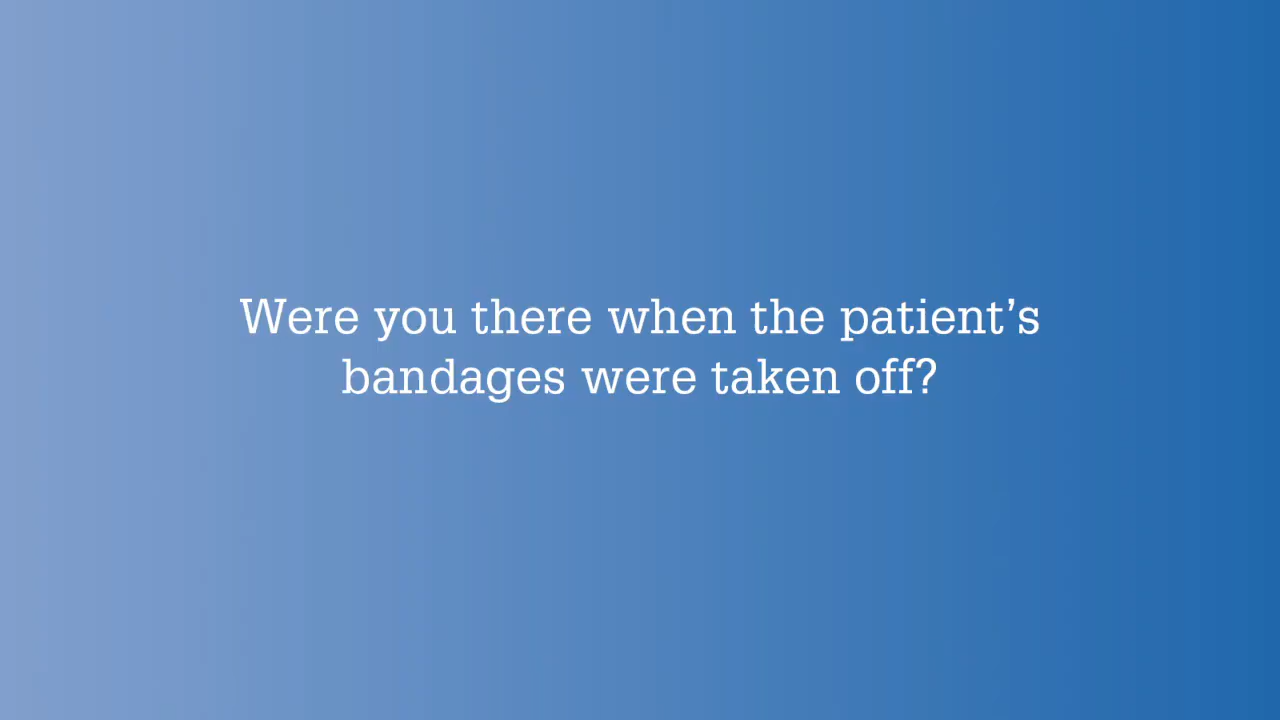 Were you there when the patient’s
bandages were taken off?